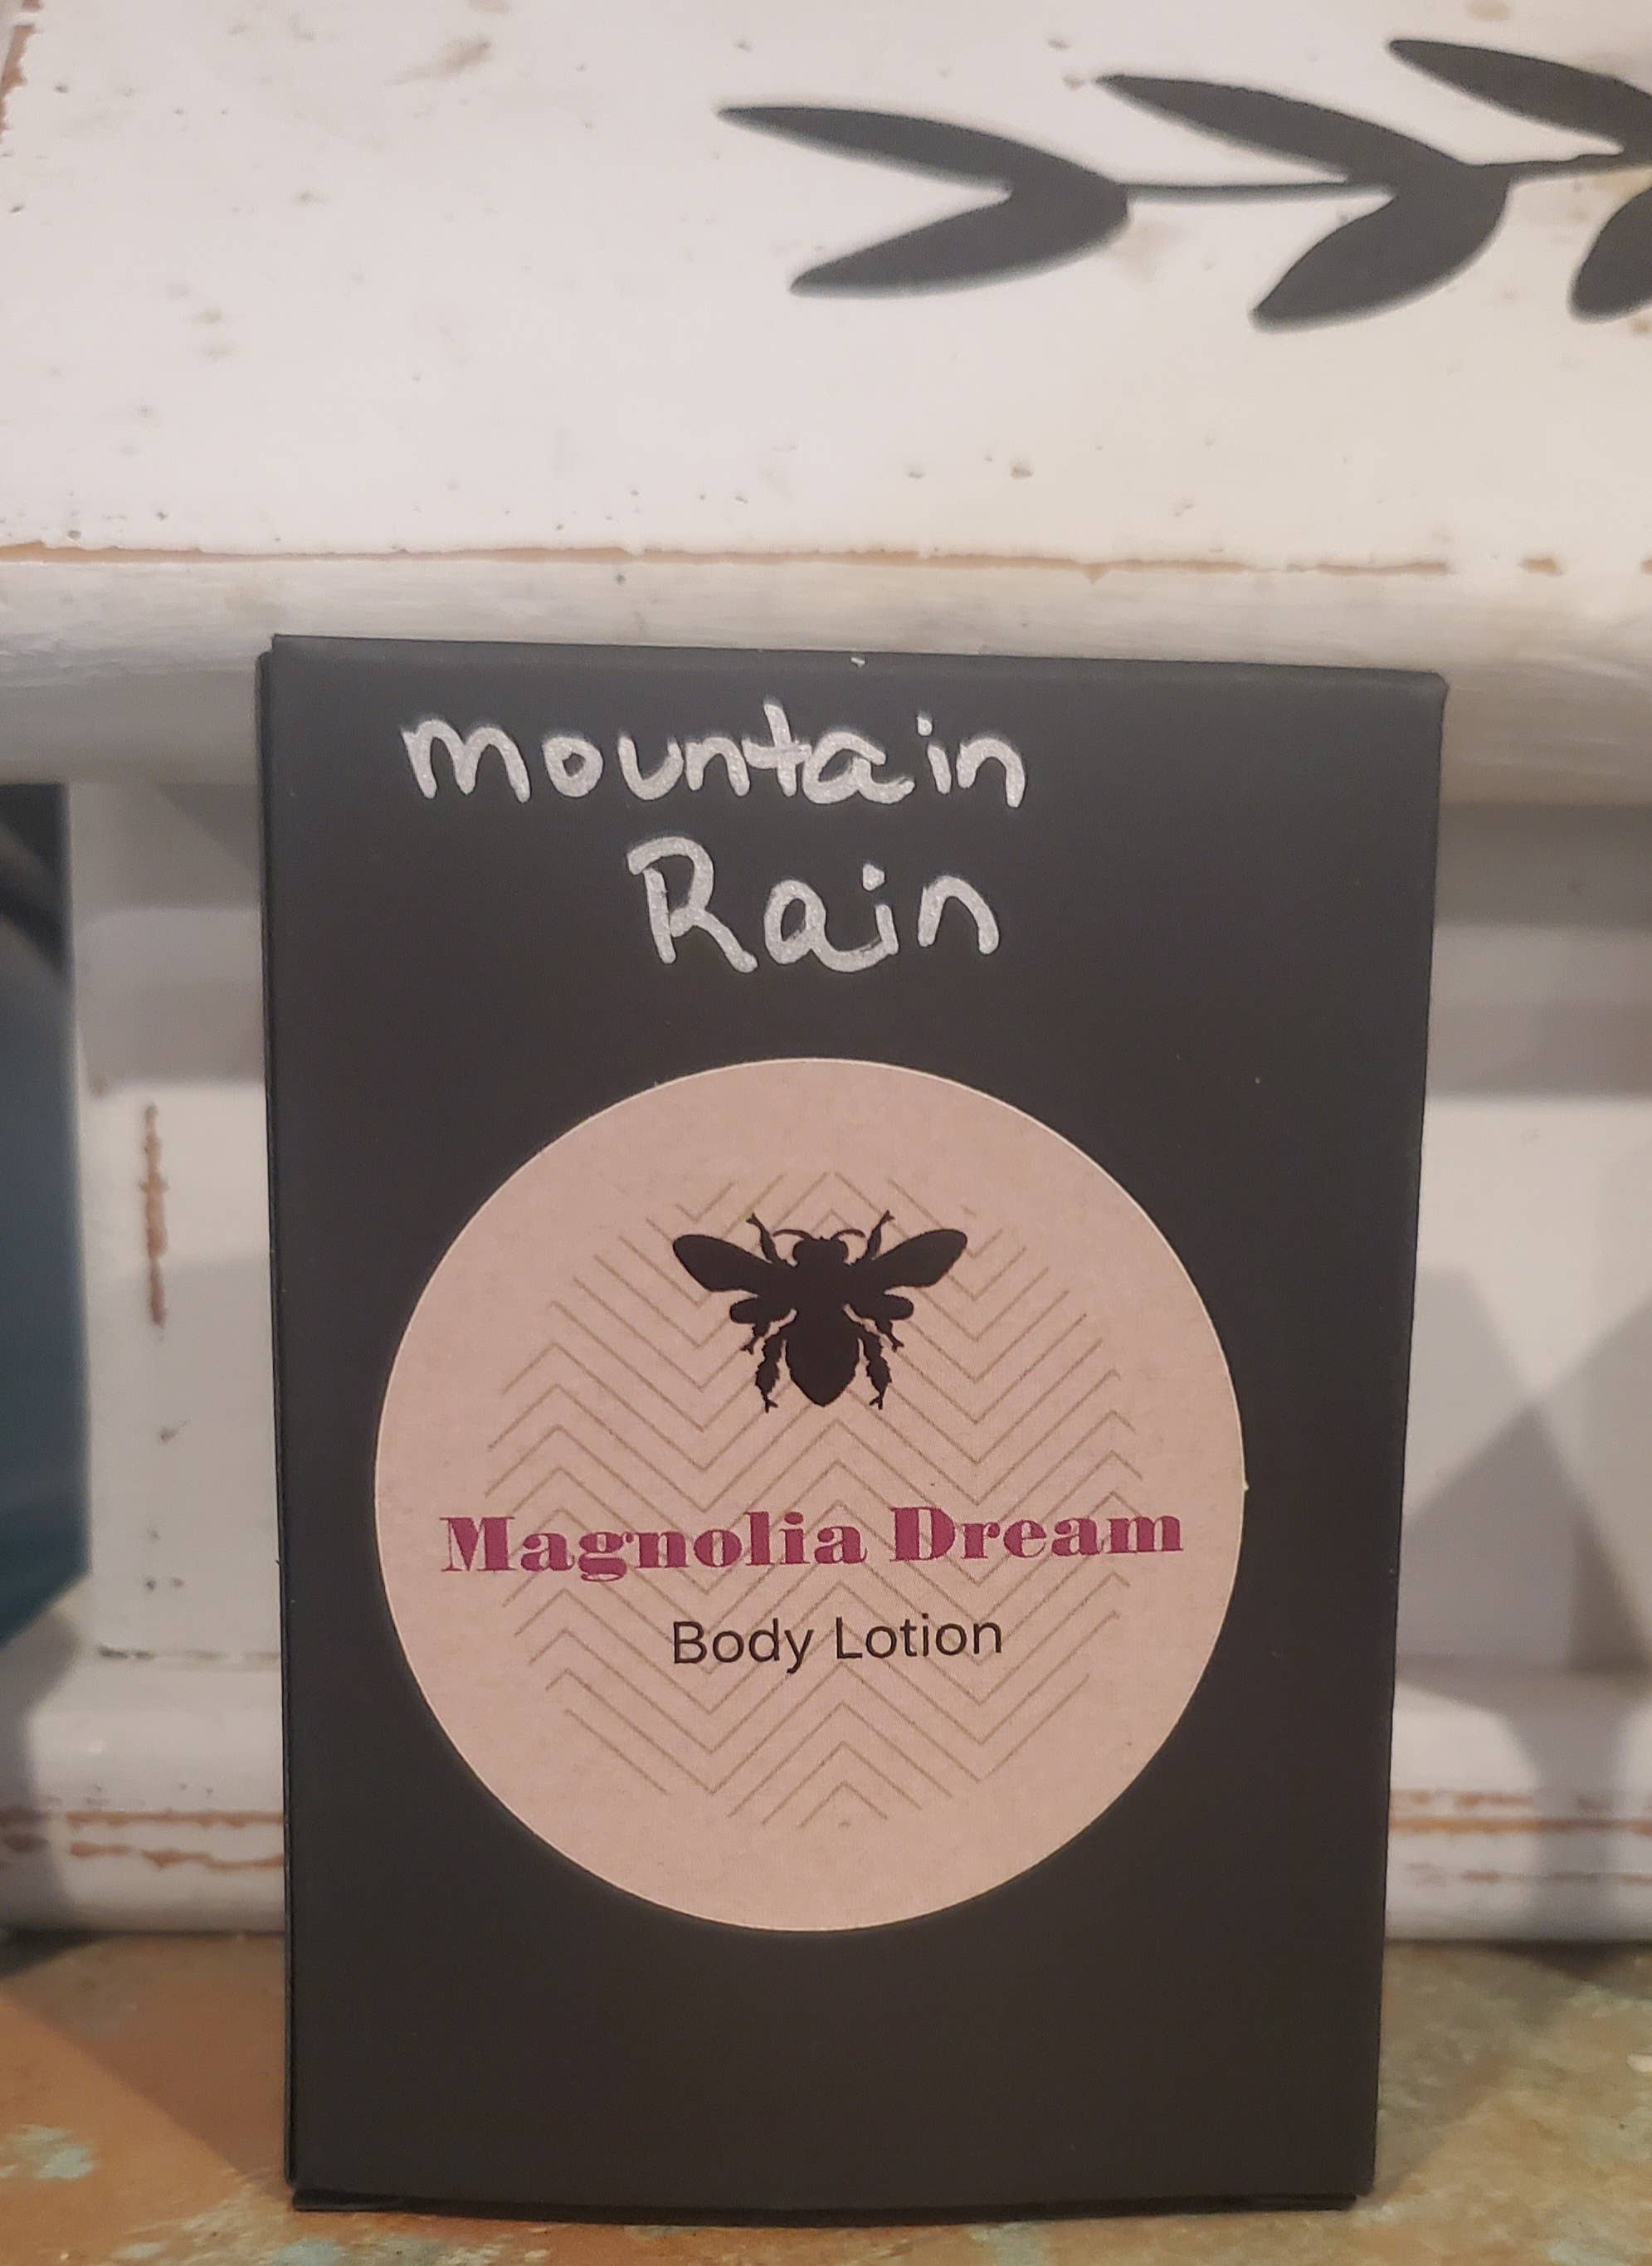 mountain
Rain
Magnolia Dream
Body Lotion